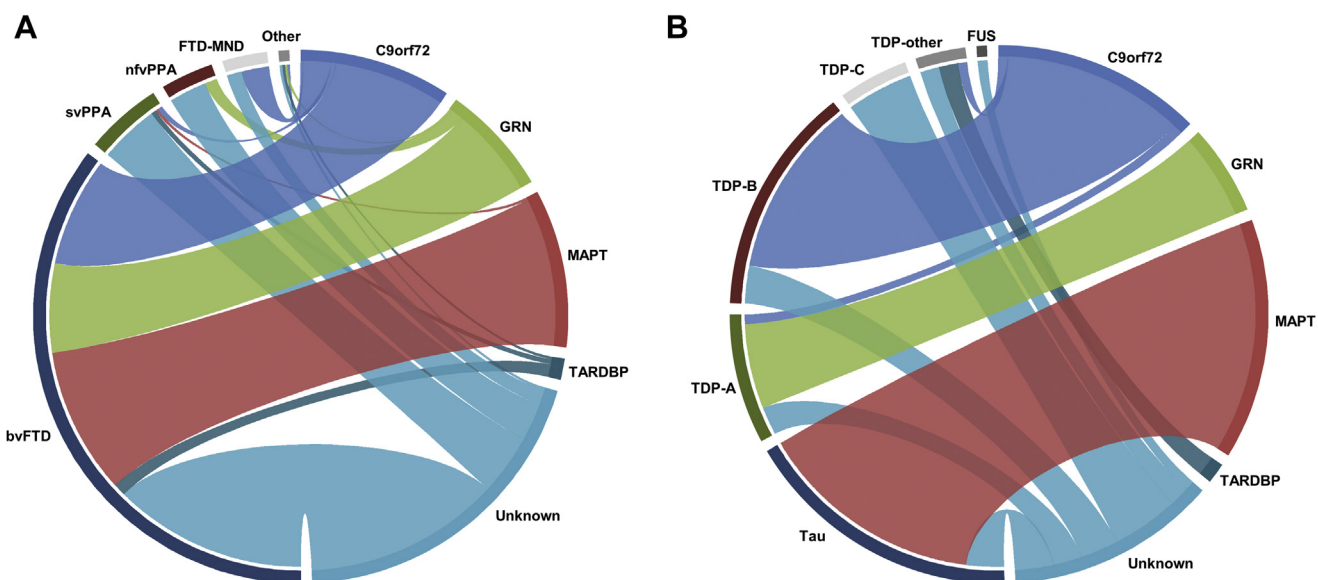 A
Other
FTD-MND
C9orf72
nfvPPA
svPPA
GRN
MAPT
TARDBP
bvFTD
Unknown
B
FUS
TDP-other
C9orf72
TDP-C
GRN
TDP-B
MAPT
TDP-A
TARDBP
Tau
Unknown